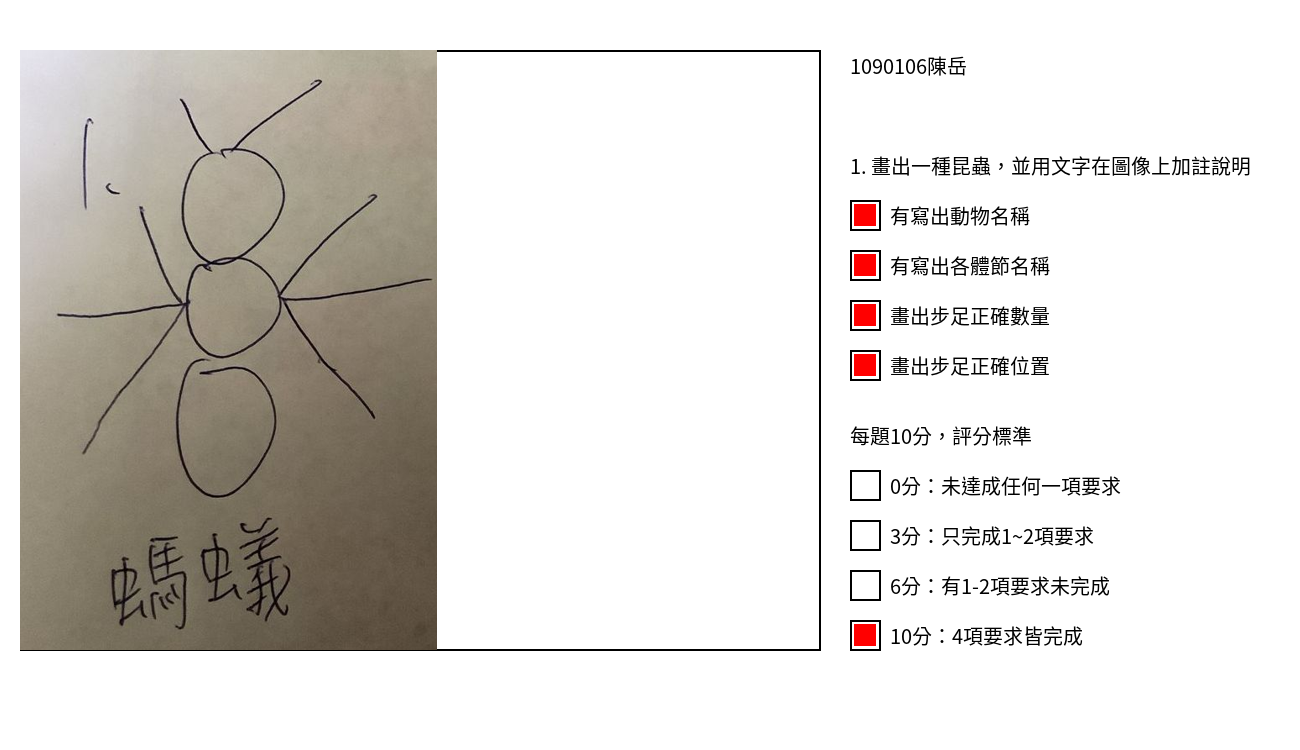 1.
螞蟻
1090106陳岳
1. 畫出一種昆蟲，並用文字在圖像上加註說明
有寫出動物名稱
有寫出各體節名稱
畫出步足正確數量
畫出步足正確位置
每題10分，評分標準
0分：未達成任何一項要求
3分：只完成1~2項要求
6分：有1-2項要求未完成
10分：4項要求皆完成